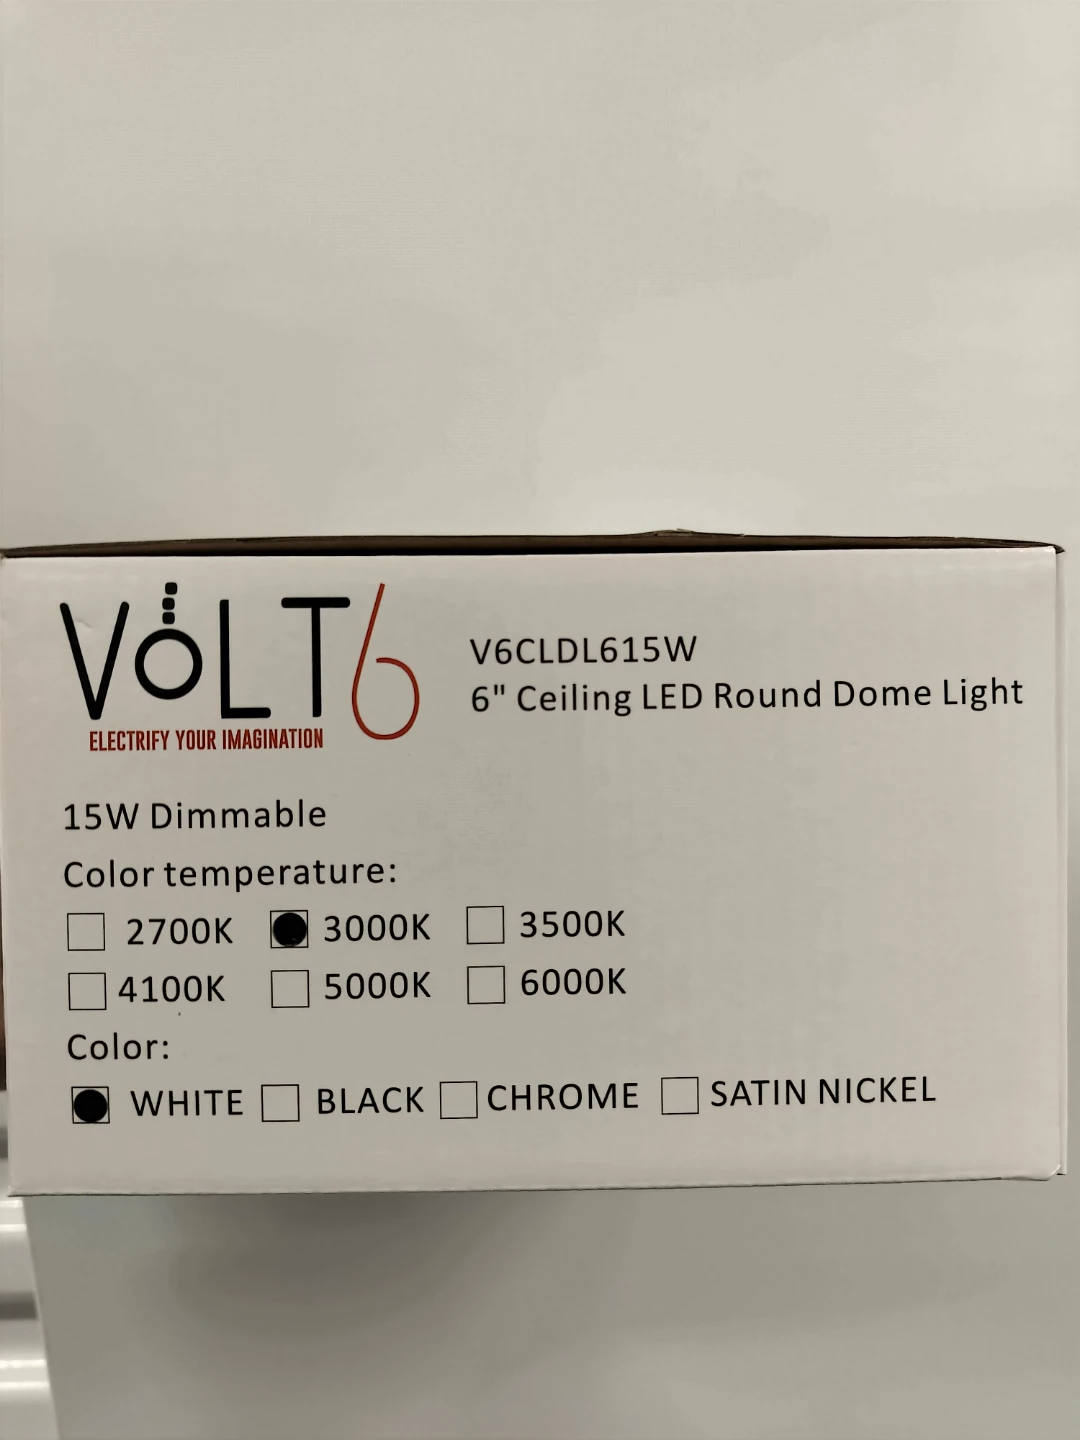 VOLT6
ELECTRIFY YOUR IMAGINATION
V6CLDL615W
6" Ceiling LED Round Dome Light
15W Dimmable
Color temperature:
2700K 3000K 3500K
4100K 5000K 6000K
Color:
WHITE BLACK CHROME SATIN NICKEL